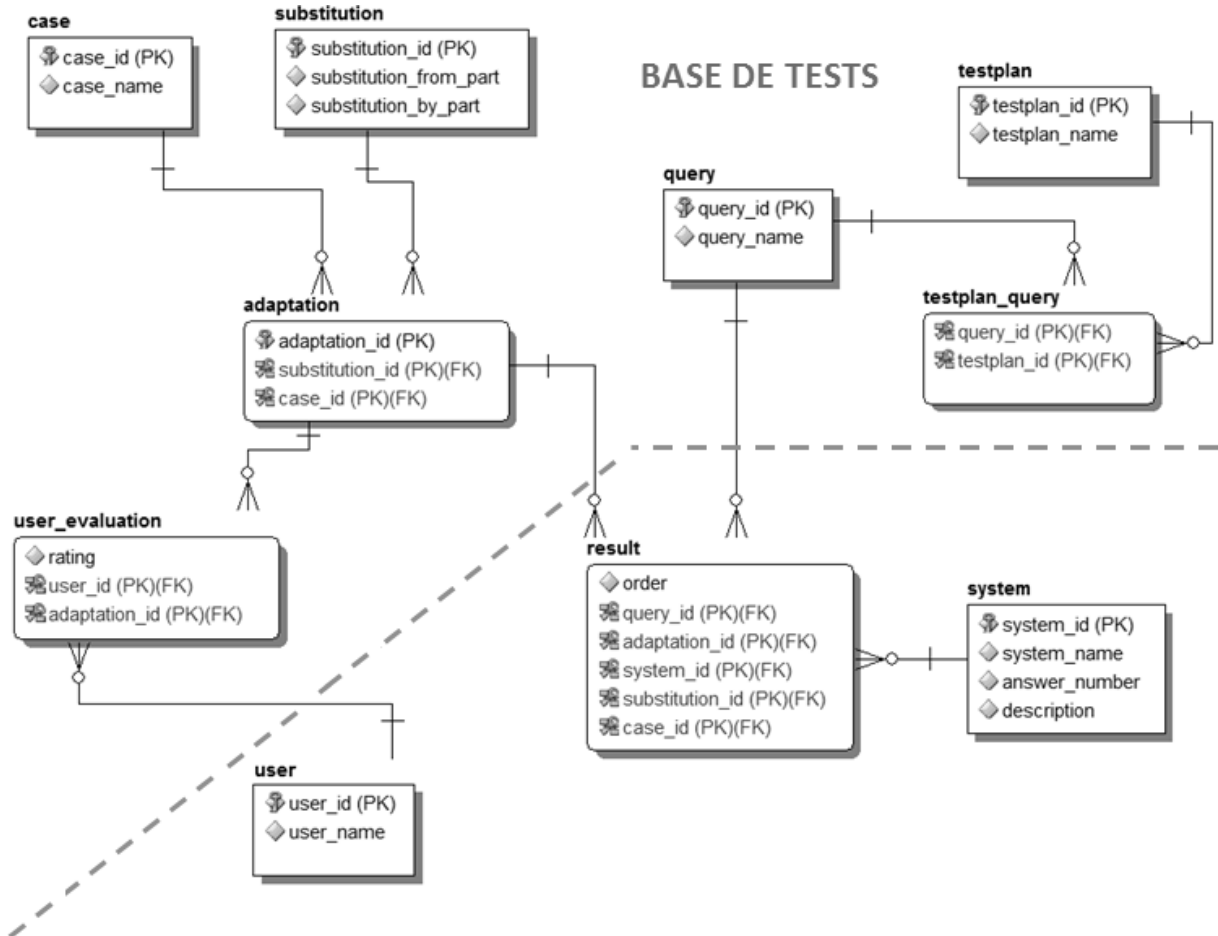 case
case_id (PK)
case_name
substitution
substitution_id (PK)
substitution_from_part
substitution_by_part
BASE DE TESTS
testplan
testplan_id (PK)
testplan_name
query
query_id (PK)
query_name
testplan_query
query_id (PK)(FK)
testplan_id (PK)(FK)
adaptation
adaptation_id (PK)
substitution_id (PK)(FK)
case_id (PK)(FK)
user_evaluation
rating
user_id (PK)(FK)
adaptation_id (PK)(FK)
result
order
query_id (PK)(FK)
adaptation_id (PK)(FK)
system_id (PK)(FK)
substitution_id (PK)(FK)
case_id (PK)(FK)
system
system_id (PK)
system_name
answer_number
description
user
user_id (PK)
user_name